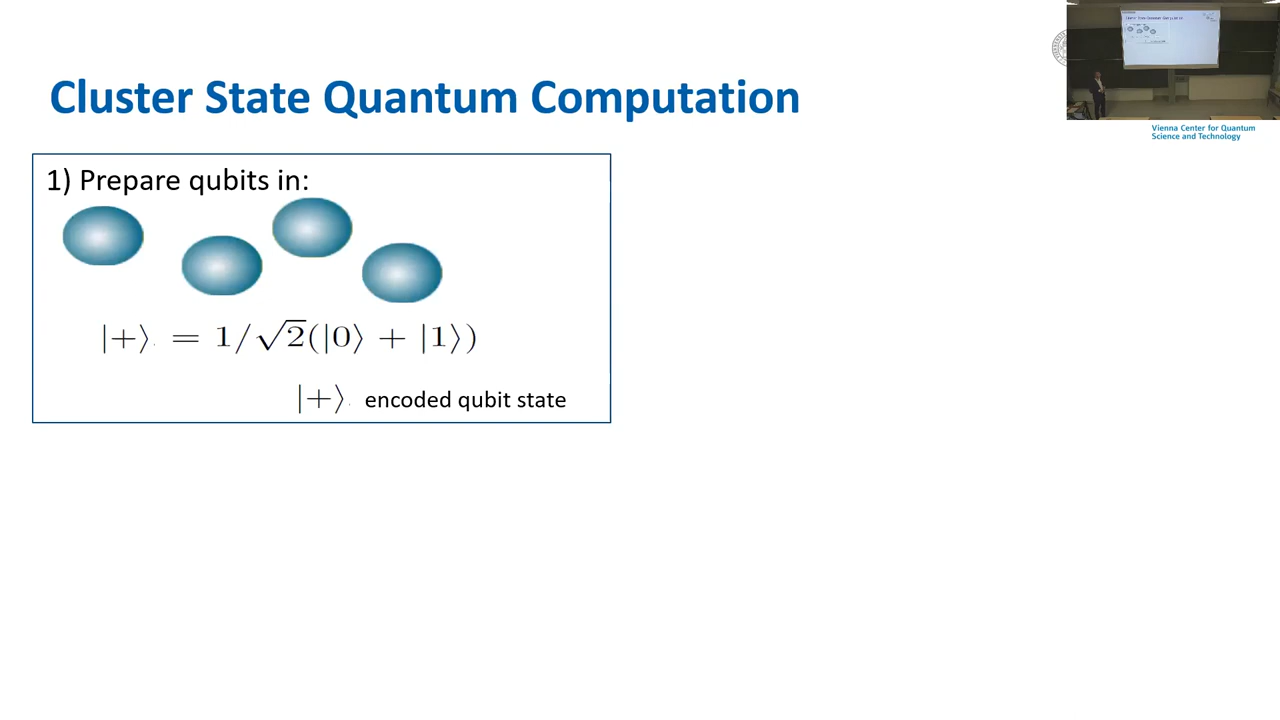 Cluster State Quantum Computation
Vienna Center for Quantum
Science and Technology
1) Prepare qubits in:
|+⟩ = 1/√2(|0⟩ + |1⟩)
|+⟩ encoded qubit state